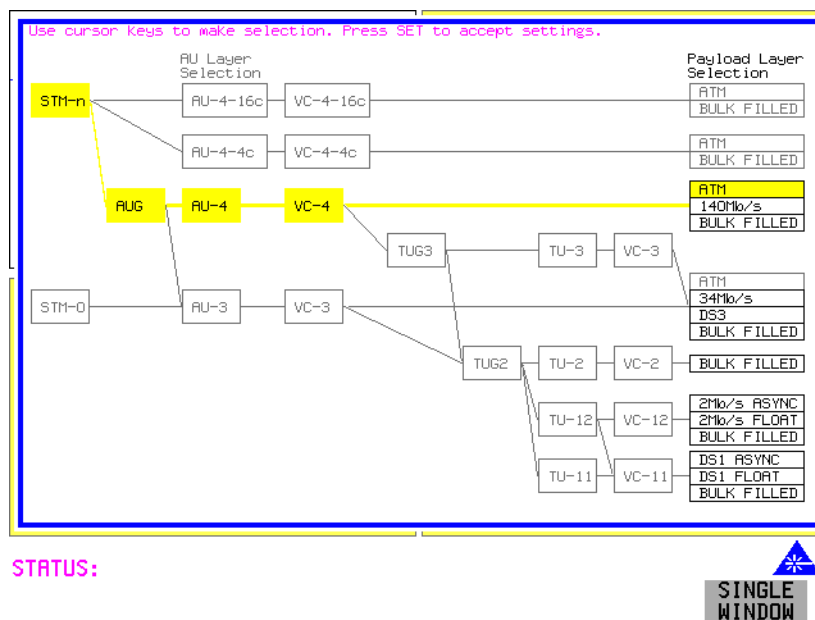 Use cursor keys to make selection. Press SET to accept settings.
AU Layer
Selection
Payload Layer
Selection
STM-n
AU-4-16c
VC-4-16c
ATM
BULK FILLED
AU-4-4c
VC-4-4c
ATM
BULK FILLED
AUG
AU-4
VC-4
ATM
140Mb/s
BULK FILLED
TUG3
TU-3
VC-3
STM-0
AU-3
VC-3
ATM
34Mb/s
DS3
BULK FILLED
TUG2
TU-2
VC-2
BULK FILLED
TU-12
VC-12
2Mb/s ASYNC
2Mb/s FLOAT
BULK FILLED
TU-11
VC-11
DS1 ASYNC
DS1 FLOAT
BULK FILLED
STATUS:
SINGLE
WINDOW